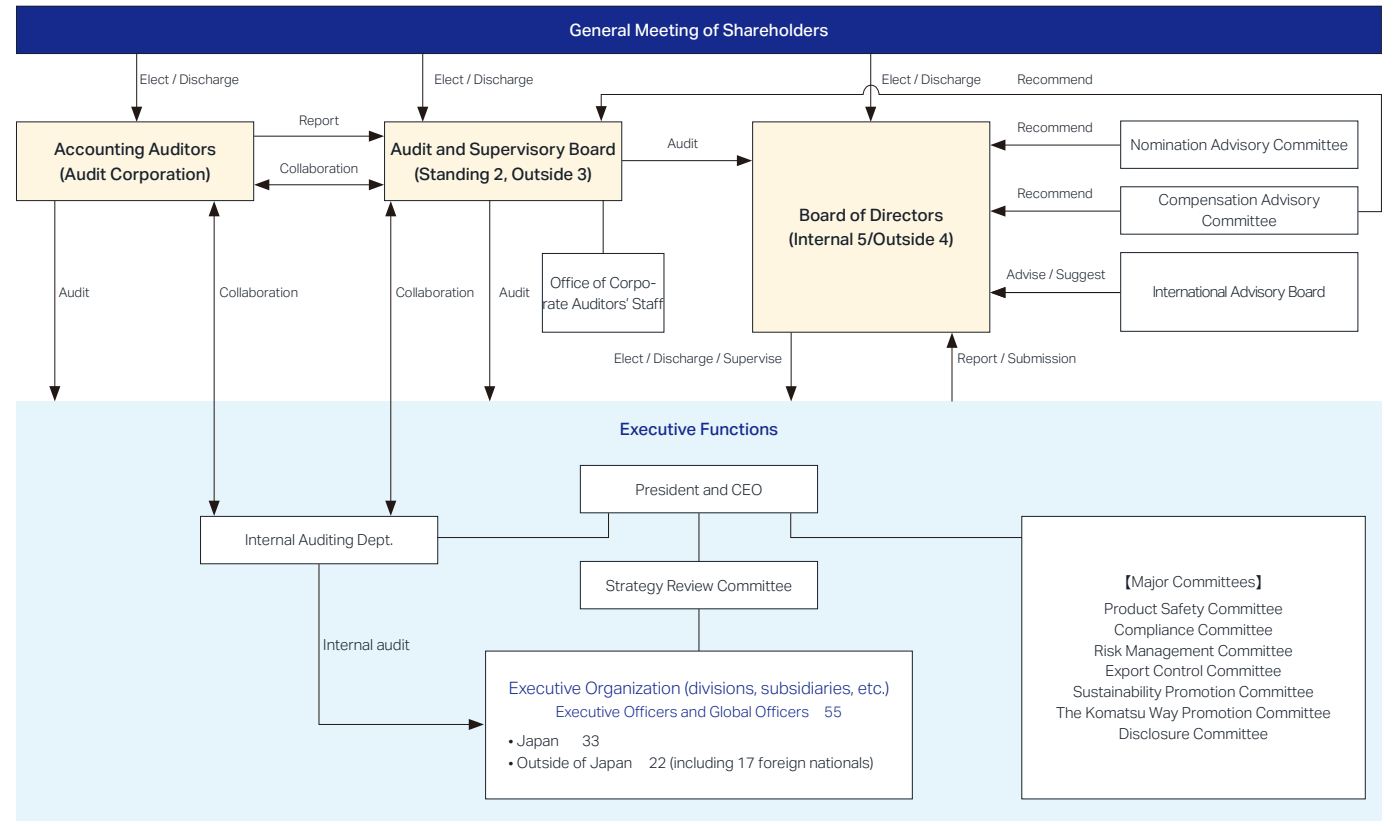 General Meeting of Shareholders
Elect / Discharge
Elect / Discharge
Elect / Discharge
Recommend
Accounting Auditors
(Audit Corporation)
Report
Collaboration
Audit and Supervisory Board
(Standing 2, Outside 3)
Audit
Board of Directors
(Internal 5/Outside 4)
Recommend
Nomination Advisory Committee
Recommend
Compensation Advisory
Committee
Advise / Suggest
International Advisory Board
Audit
Collaboration
Collaboration
Audit
Office of Corpo-
rate Auditors' Staff
Elect / Discharge / Supervise
Report / Submission
Executive Functions
President and CEO
Internal Auditing Dept.
Strategy Review Committee
Internal audit
Executive Organization (divisions, subsidiaries, etc.)
Executive Officers and Global Officers 55
• Japan 33
• Outside of Japan 22 (including 17 foreign nationals)
【Major Committees】
Product Safety Committee
Compliance Committee
Risk Management Committee
Export Control Committee
Sustainability Promotion Committee
The Komatsu Way Promotion Committee
Disclosure Committee